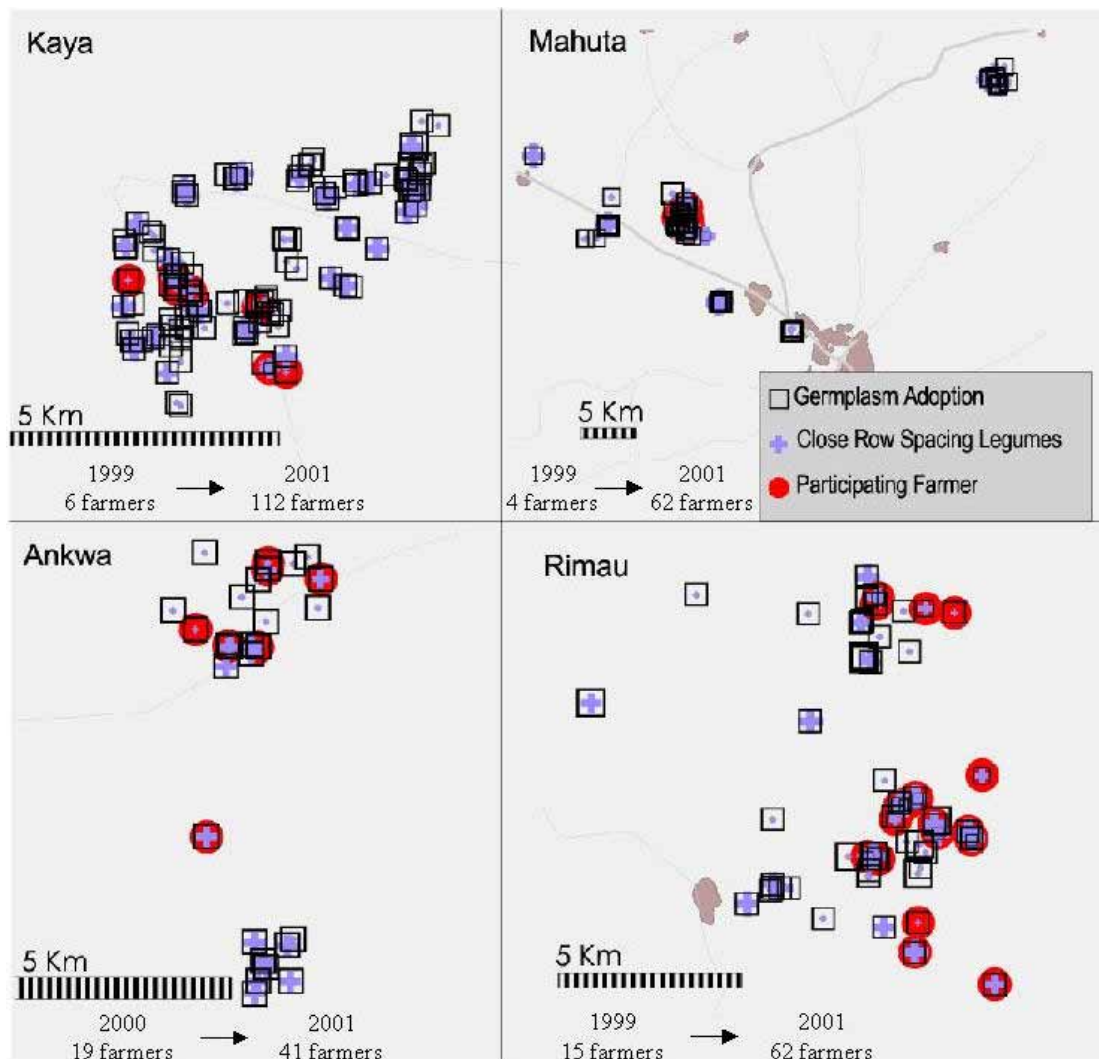 Kaya
5 Km
1999 2001
6 farmers 112 farmers
Mahuta
5 Km
1999 2001
4 farmers 62 farmers
Germplasm Adoption
Close Row Spacing Legumes
Participating Farmer
Ankwa
5 Km
2000 2001
19 farmers 41 farmers
Rimau
5 Km
1999 2001
15 farmers 62 farmers